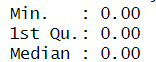 Min.   : 0.00
1st Qu.: 0.00
Median : 0.00